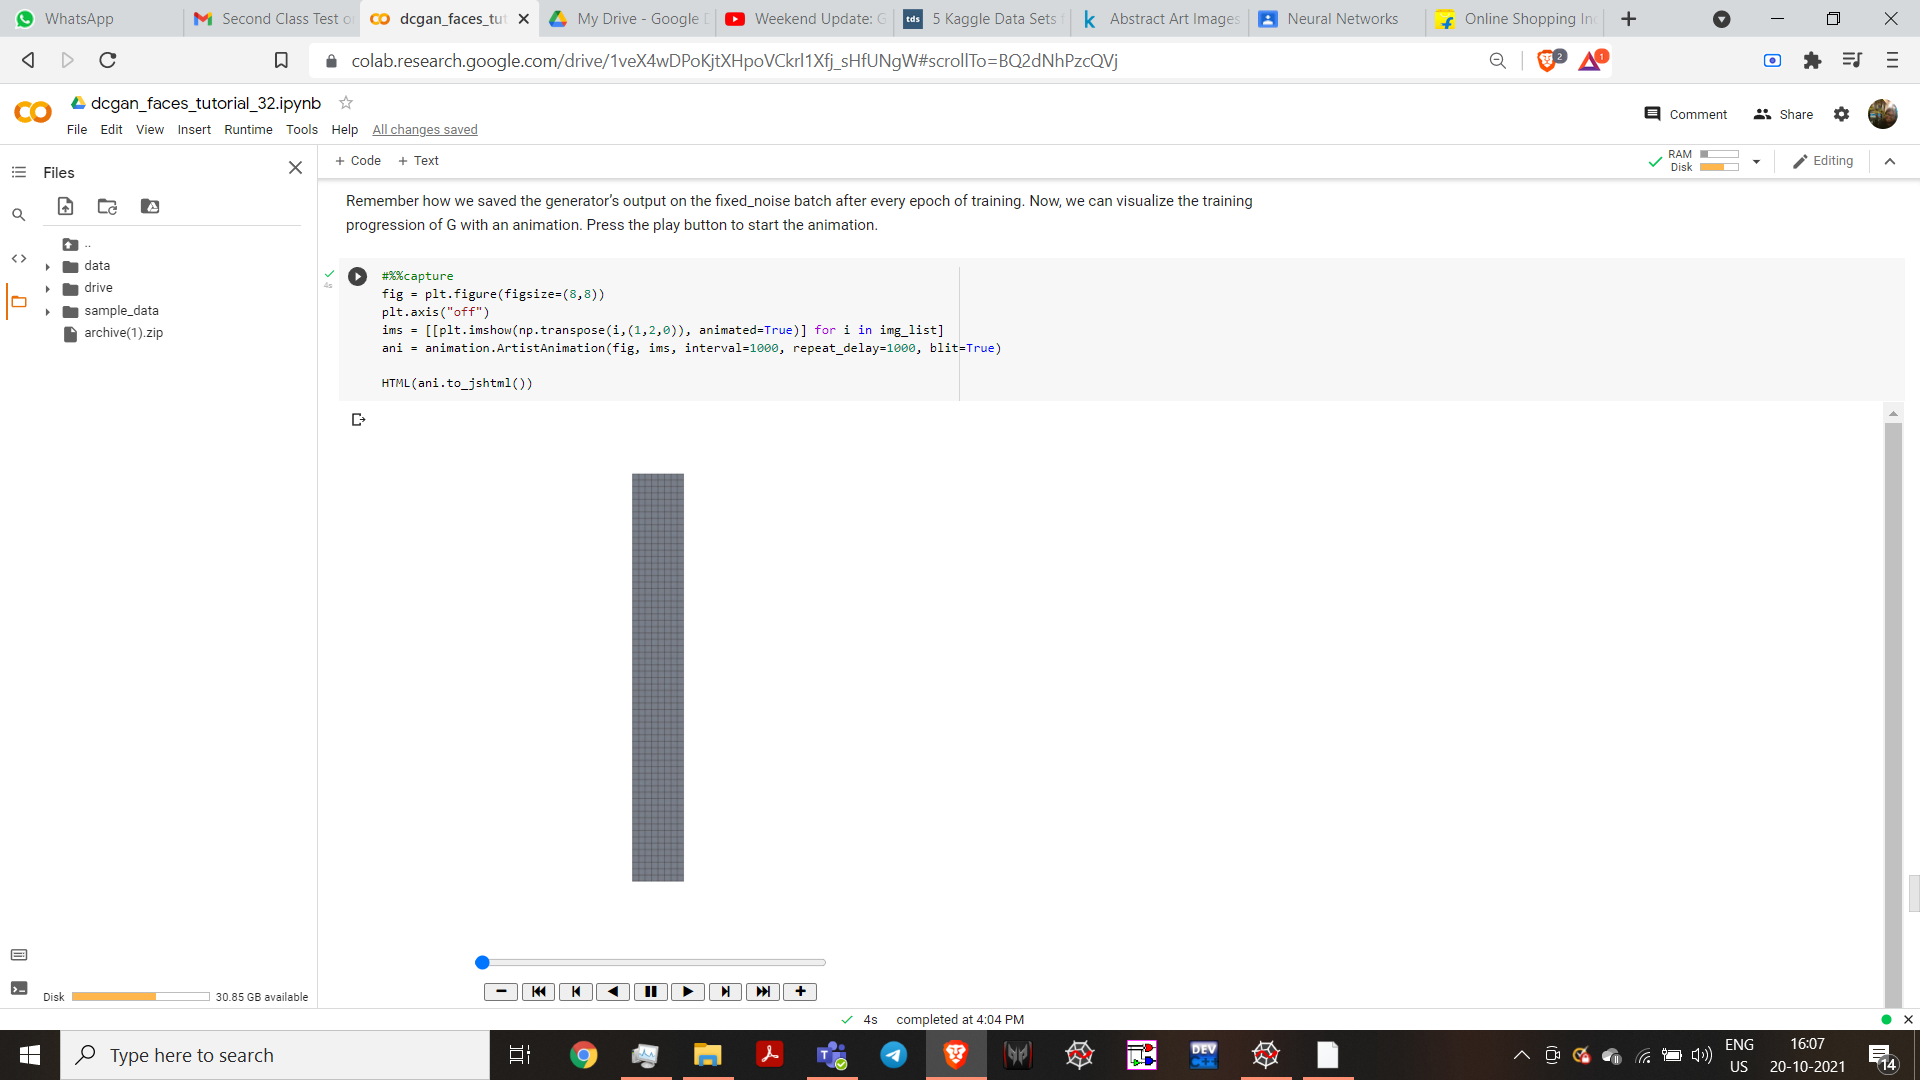 WhatsApp
Second Class Test o
dcgan_faces_tut
My Drive - Google D
Weekend Update: G
tds 5 Kaggle Data Sets f
k Abstract Art Images
Neural Networks
Online Shopping In
colab.research.google.com/drive/1veX4wDPoKjtXHpoVCkrl1Xfj_sHfUNgW#scrollTo=BQ2dNhPzcQVj
2
1
dcgan_faces_tutorial_32.ipynb
File Edit View Insert Runtime Tools Help All changes saved
Comment
Share
Files
+ Code + Text
RAM
Disk
Editing
..
data
drive
sample_data
archive(1).zip
Remember how we saved the generator’s output on the fixed_noise batch after every epoch of training. Now, we can visualize the training
progression of G with an animation. Press the play button to start the animation.
4s
#%%capture
fig = plt.figure(figsize=(8,8))
plt.axis("off")
ims = [[plt.imshow(np.transpose(i,(1,2,0)), animated=True)] for i in img_list]
ani = animation.ArtistAnimation(fig, ims, interval=1000, repeat_delay=1000, blit=True)
HTML(ani.to_jshtml())
Disk 30.85 GB available
4s completed at 4:04 PM
Type here to search
DEV C++
ENG
US
16:07
20-10-2021
14